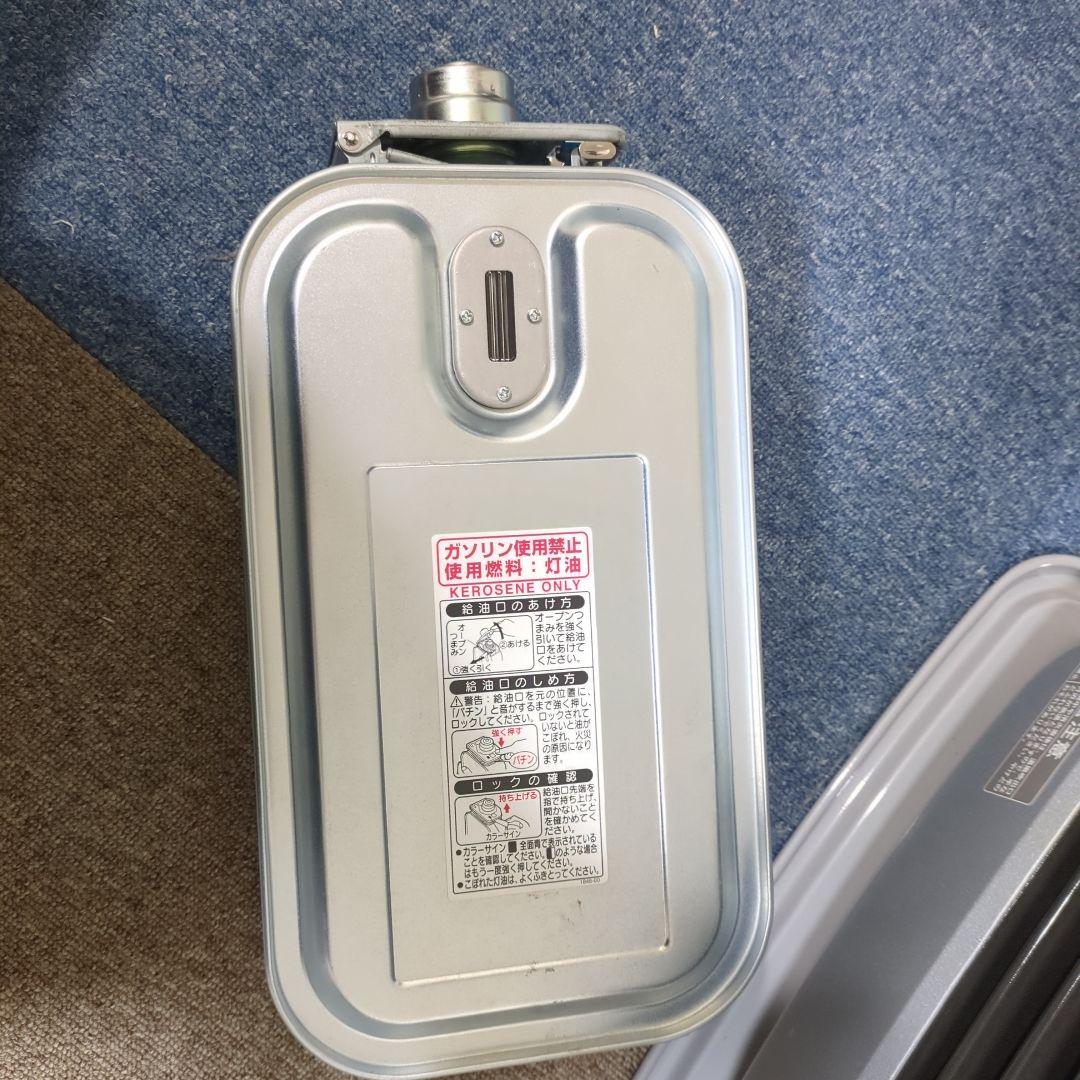 ガソリン使用禁止
使用燃料：灯油
KEROSENE ONLY
給油口のあけ方
オープンつまみ
②あける
①強く引く
オープンつ
まみを強く
引いて給油
口をあけて
ください。
給油口のしめ方
⚠警告：給油口を元の位置に、
「パチン」と音がするまで強く押し、
ロックしてください。ロックされて
いないと油が
こぼれ、火災
の原因になり
ます。
強く押す
パチン
ロックの確認
持ち上げる
カラーサイン
給油口先端を
指で持ち上げ、
開かないこと
を確かめてく
ださい。
●カラーサイン■全面青で表示されている
ことを確認してください。のような場合
はもう一度強く押してください。
●こぼれた灯油は、よくふきとってください。